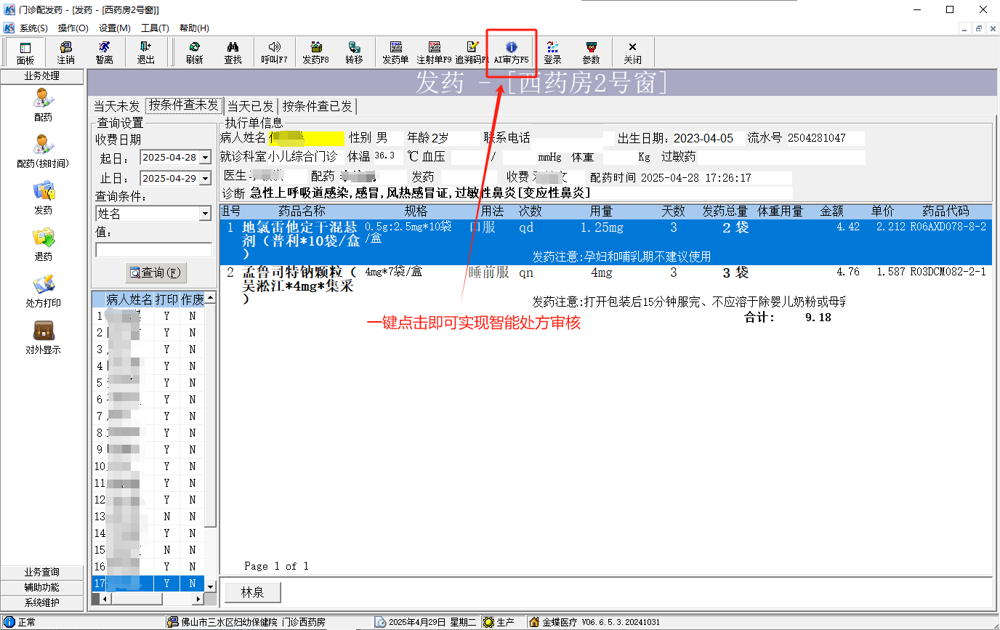 门诊配发药 - [发药 - [西药房2号窗]]
系统(S) 操作(O) 设置(M) 工具(T) 帮助(H)
面板 注销 暂离 退出 刷新 查找 呼叫F7 发药F8 转移 发药单 注射单F9 追溯码F1 AI审方F5 登录 参数 关闭
业务处理
发药 - [西药房2号窗]
当天未发 按条件查未发 当天已发 按条件查已发
配药
配药(按时间)
发药
退药
处方打印
对外显示
业务查询
辅助功能
系统维护
查询设置
收费日期
起日: 2025-04-28
止日: 2025-04-29
查询条件:
姓名
值:
查询(F)
病人姓名 打印 作废
1 Y N
2 Y N
3 Y N
4 Y N
5 Y N
6 Y N
7 Y N
8 Y N
9 Y N
10 Y N
11 Y N
12 Y N
13 N N
14 Y N
15 N N
16 Y N
17 Y N
执行单信息
病人姓名 性别 男 年龄 2岁 联系电话 出生日期: 2023-04-05 流水号 2504281047
就诊科室 小儿综合门诊 体温 36.3 ℃ 血压 / mmHg 体重 Kg 过敏药
医生 配药 发药 收费 配药时间 2025-04-28 17:26:17
诊断 急性上呼吸道感染,感冒,风热感冒证,过敏性鼻炎[变应性鼻炎]
组号 药品名称 规格 用法 次数 用量 天数 发药总量 体重用量 金额 单价 药品代码
1 地氯雷他定干混悬 0.5g:2.5mg*10袋 口服 qd 1.25mg 3 2 袋 4.42 2.212 R06AXD078-8-2
剂（普利*10袋/盒 /盒
）
发药注意:孕妇和哺乳期不建议使用
2 孟鲁司特钠颗粒（ 4mg*7袋/盒 睡前服 qn 4mg 3 3 袋 4.76 1.587 R03DCM082-2-1
吴淞江*4mg*集采
）
发药注意:打开包装后15分钟服完、不应溶于除婴儿奶粉或母乳
合计: 9.18
一键点击即可实现智能处方审核
Page 1 of 1
林泉
正常 佛山市三水区妇幼保健院 门诊西药房 2025年4月29日 星期二 生产 金蝶医疗 V06.6.5.3.20241031